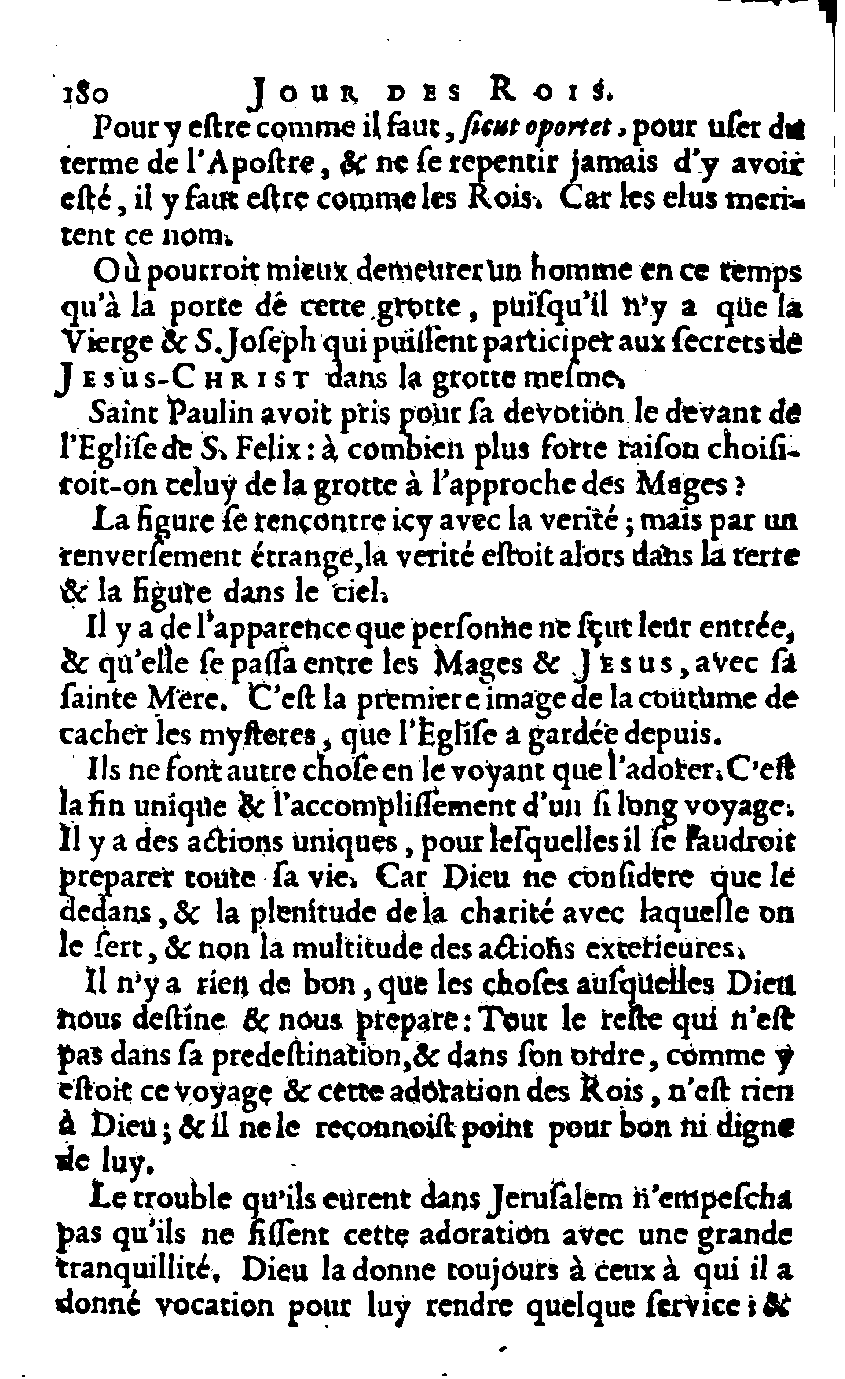 180 JOUR DES ROIS.
Pour y eſtre comme il faut, ſicut oportet, pour uſer du
terme de l'Apoſtre, & ne ſe repentir jamais d'y avoir
eſté, il y faut eſtre comme les Rois. Car les elus meri-
tent ce nom.
Où pourroit mieux demeurer un homme en ce temps
qu'à la porte de cette grotte, puiſqu'il n'y a que la
Vierge & S. Joſeph qui puiſſent participer aux ſecrets de
JESUS-CHRIST dans la grotte meſme.
Saint Paulin avoit pris pour ſa devotion le devant de
l'Egliſe de S. Felix : à combien plus forte raiſon choiſi-
roit-on celuy de la grotte à l'approche des Mages ?
La figure ſe rencontre icy avec la verité ; mais par un
renverſement étrange, la verité eſtoit alors dans la terre
& la figure dans le ciel.
Il y a de l'apparence que perſonne ne ſçut leur entrée,
& qu'elle ſe paſſa entre les Mages & JESUS, avec ſa
ſainte Mere. C'eſt la premiere image de la coutume de
cacher les myſteres, que l'Egliſe a gardée depuis.
Ils ne font autre choſe en le voyant que l'adorer. C'eſt
la fin unique & l'accompliſſement d'un ſi long voyage.
Il y a des actions uniques, pour leſquelles il ſe faudroit
preparer toute ſa vie. Car Dieu ne conſidere que le
dedans, & la plenitude de la charité avec laquelle on
le ſert, & non la multitude des actions exterieures.
Il n'y a rien de bon, que les choſes auſquelles Dieu
nous deſtine & nous prepare : Tout le reſte qui n'eſt
pas dans ſa predeſtination, & dans ſon ordre, comme y
eſtoit ce voyage & cette adoration des Rois, n'eſt rien
à Dieu ; & il ne le reconnoiſt point pour bon ni digne
de luy.
Le trouble qu'ils eurent dans Jeruſalem n'empeſcha
pas qu'ils ne fiſſent cette adoration avec une grande
tranquillité. Dieu la donne toujours à ceux à qui il a
donné vocation pour luy rendre quelque ſervice : &